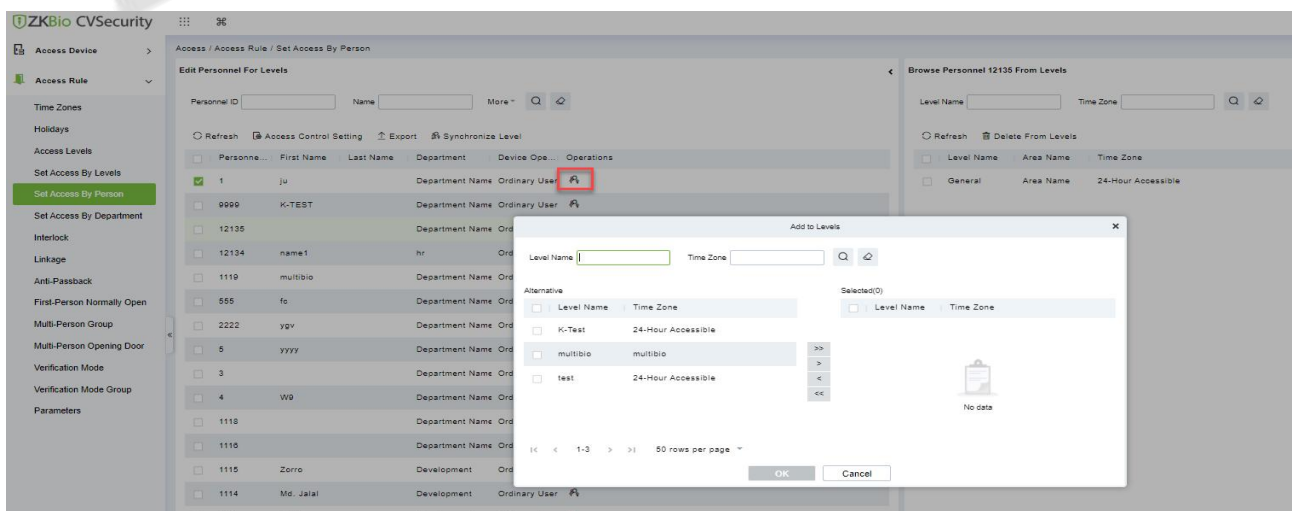 ZKBio CVSecurity
Access Device
Access Rule
Time Zones
Holidays
Access Levels
Set Access By Levels
Set Access By Person
Set Access By Department
Interlock
Linkage
Anti-Passback
First-Person Normally Open
Multi-Person Group
Multi-Person Opening Door
Verification Mode
Verification Mode Group
Parameters
Access / Access Rule / Set Access By Person
Edit Personnel For Levels
Personnel ID Name More
Refresh Access Control Setting Export Synchronize Level
Personne... First Name Last Name Department Device Ope... Operations
1 ju Department Name Ordinary User
9999 K-TEST Department Name Ordinary User
12135 Department Name Ord
12134 name1 hr Ord
1119 multibio Department Name Ord
555 fc Department Name Ord
2222 ygv Department Name Ord
5 yyyy Department Name Ord
3 Department Name Ord
4 W9 Department Name Ord
1118 Department Name Ord
1116 Department Name Ord
1115 Zorro Development Ord
1114 Md. Jalal Development Ordinary User
Browse Personnel 12135 From Levels
Level Name Time Zone
Refresh Delete From Levels
Level Name Area Name Time Zone
General Area Name 24-Hour Accessible
Add to Levels
Level Name Time Zone
Alternative
Level Name Time Zone
K-Test 24-Hour Accessible
multibio multibio
test 24-Hour Accessible
>>
>
<
<<
Selected(0)
Level Name Time Zone
No data
1-3 50 rows per page
OK Cancel